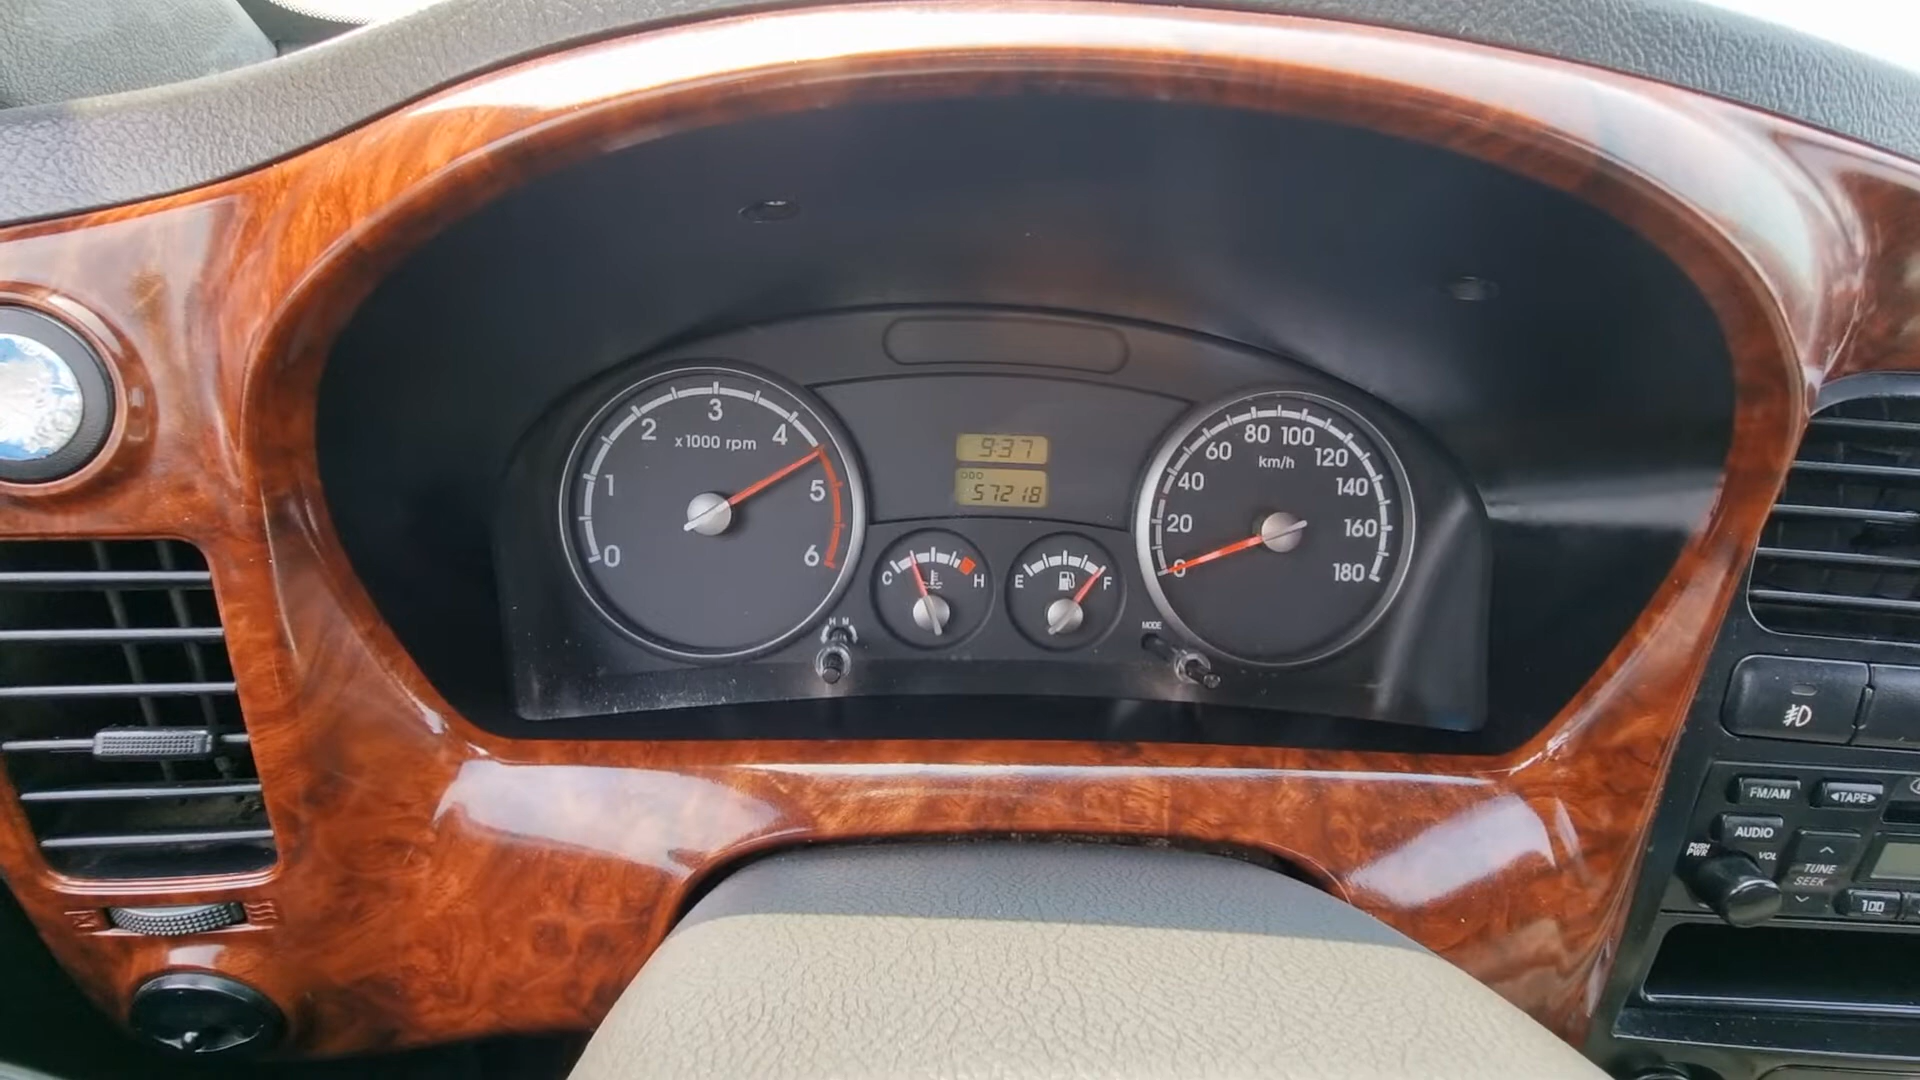 0 1 2 3 4 5 6
x1000 rpm
9:37
ODO
57218
0 20 40 60 80 100 120 140 160 180
km/h
C H
E F
H M
MODE
FM/AM
◄TAPE►
AUDIO
PUSH
PWR
VOL
TUNE
SEEK
100